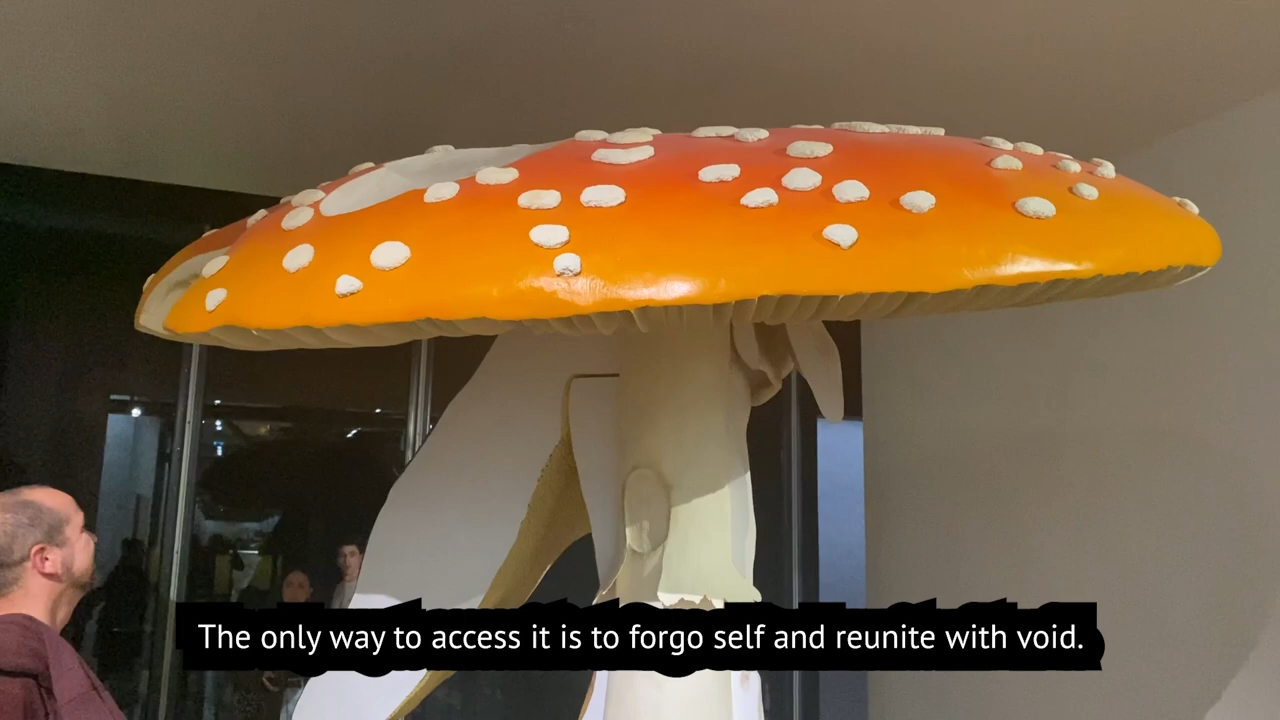 The only way to access it is to forgo self and reunite with void.